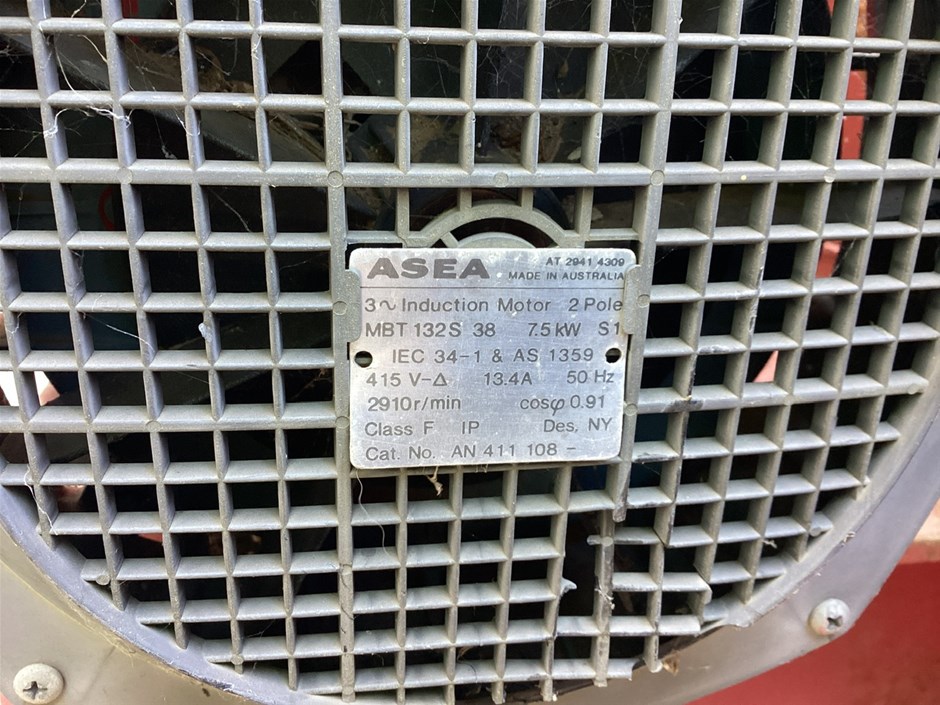 ASEA AT 2941 4309
MADE IN AUSTRALIA
3∿ Induction Motor 2 Pole
MBT 132S 38 7.5 kW S1
IEC 34-1 & AS 1359
415 V-Δ 13.4A 50 Hz
2910 r/min cosφ 0.91
Class F IP Des. NY
Cat. No. AN 411 108 -